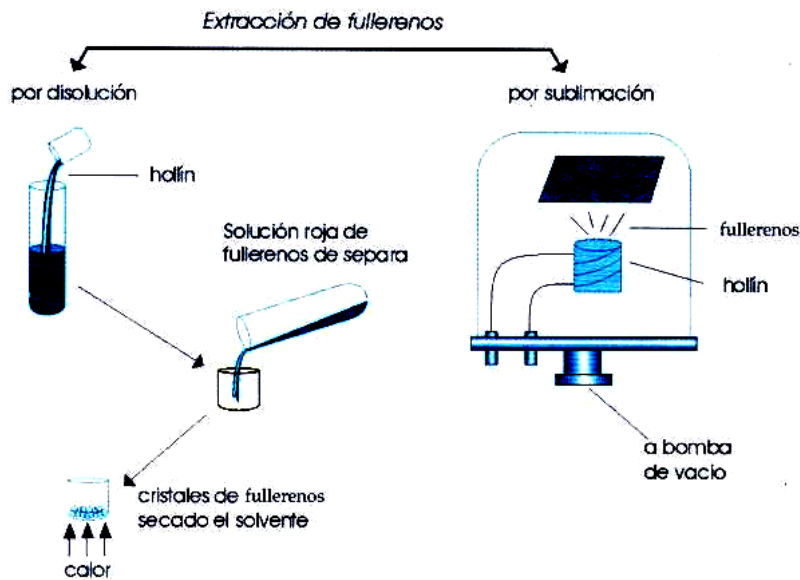 Extracción de fullerenos
por disolución
hollín
Solución roja de
fullerenos de separa
cristales de fullerenos
secado el solvente
calor
por sublimación
fullerenos
hollín
a bomba
de vacio